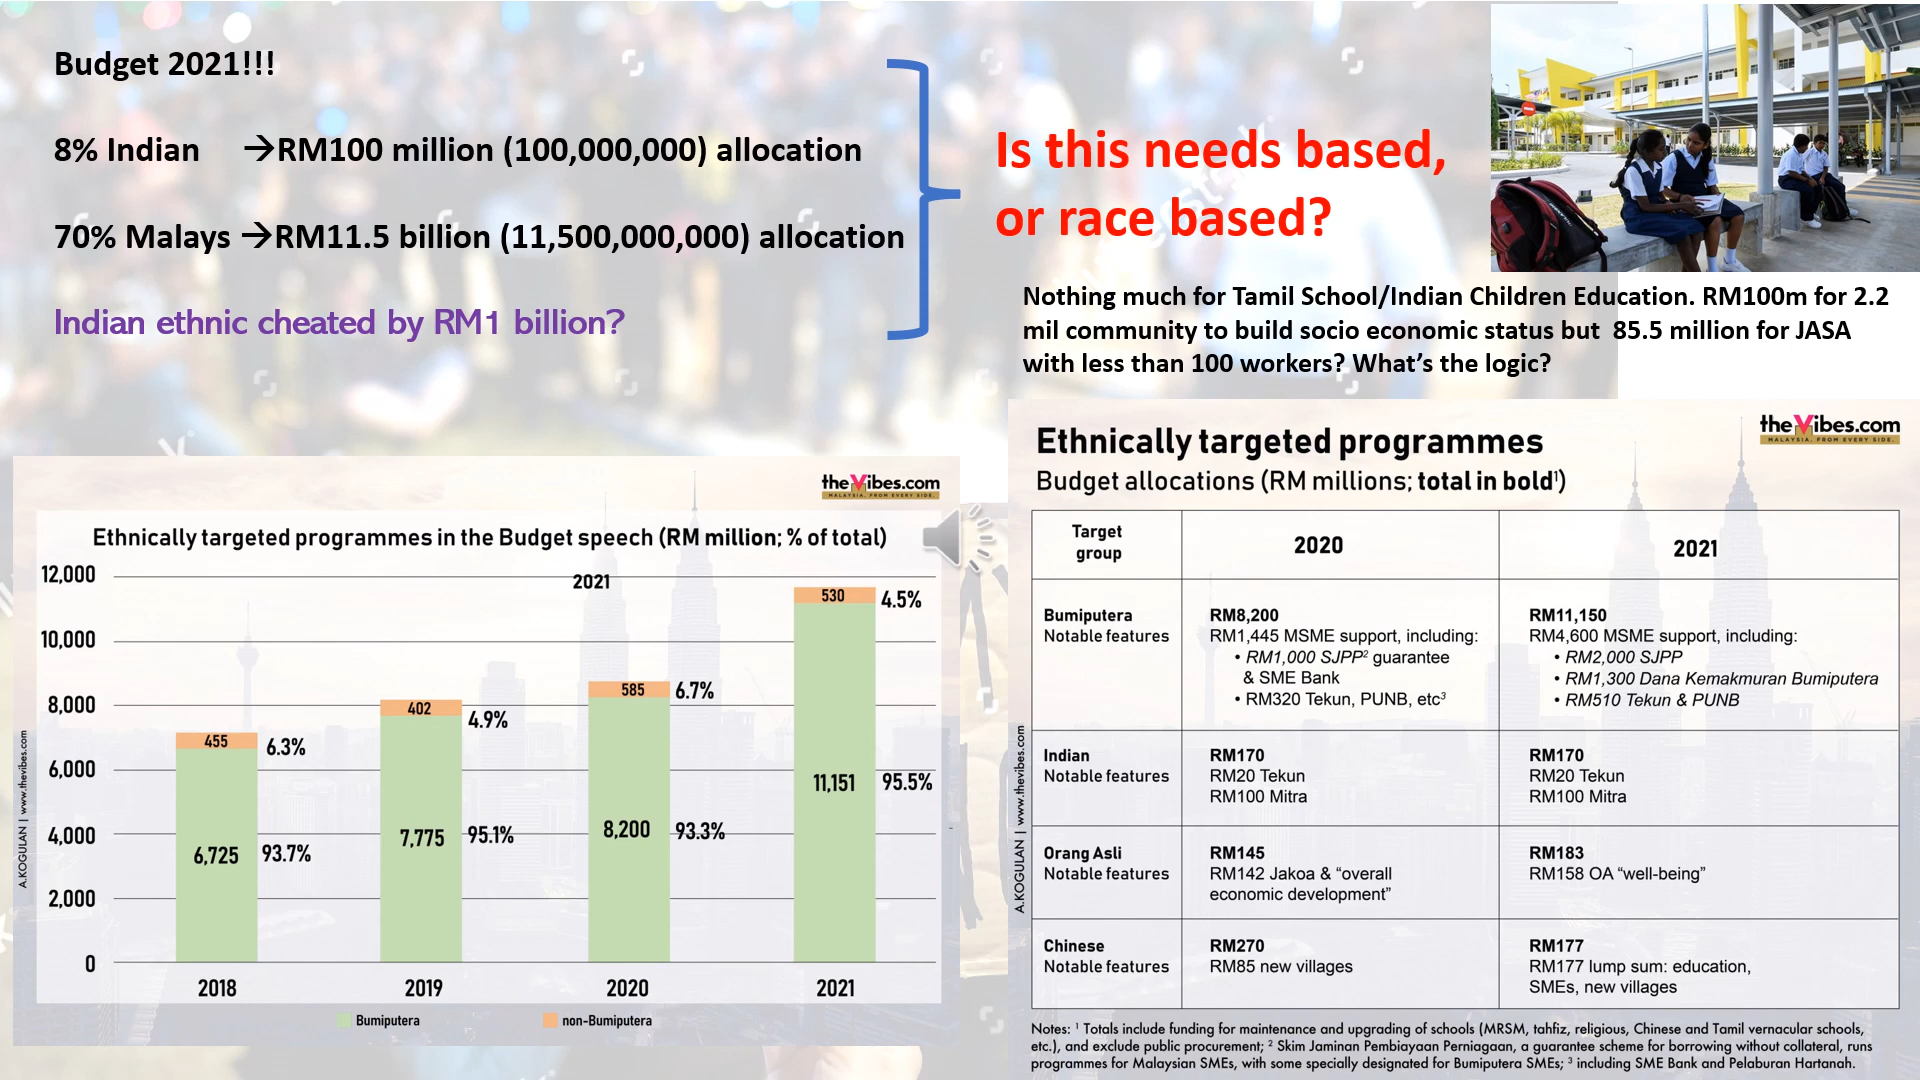 Budget 2021!!!
8% Indian →RM100 million (100,000,000) allocation
70% Malays →RM11.5 billion (11,500,000,000) allocation
Indian ethnic cheated by RM1 billion?
Is this needs based,
or race based?
Nothing much for Tamil School/Indian Children Education. RM100m for 2.2
mil community to build socio economic status but 85.5 million for JASA
with less than 100 workers? What's the logic?
theVibes.com
MALAYSIA. FROM EVERY SIDE.
Ethnically targeted programmes in the Budget speech (RM million; % of total)
12,000
10,000
8,000
6,000
4,000
2,000
0
2021
455
6.3%
6,725
93.7%
402
4.9%
7,775
95.1%
585
6.7%
8,200
93.3%
530
4.5%
11,151
95.5%
2018
2019
2020
2021
Bumiputera
non-Bumiputera
A.KOGULAN | www.thevibes.com
theVibes.com
MALAYSIA. FROM EVERY SIDE.
Ethnically targeted programmes
Budget allocations (RM millions; total in bold¹)
Target
group
2020
2021
Bumiputera
Notable features
RM8,200
RM1,445 MSME support, including:
• RM1,000 SJPP² guarantee
& SME Bank
• RM320 Tekun, PUNB, etc³
RM11,150
RM4,600 MSME support, including:
• RM2,000 SJPP
• RM1,300 Dana Kemakmuran Bumiputera
• RM510 Tekun & PUNB
Indian
Notable features
RM170
RM20 Tekun
RM100 Mitra
RM170
RM20 Tekun
RM100 Mitra
Orang Asli
Notable features
RM145
RM142 Jakoa & “overall
economic development”
RM183
RM158 OA “well-being”
Chinese
Notable features
RM270
RM85 new villages
RM177
RM177 lump sum: education,
SMEs, new villages
A.KOGULAN | www.thevibes.com
Notes: ¹ Totals include funding for maintenance and upgrading of schools (MRSM, tahfiz, religious, Chinese and Tamil vernacular schools,
etc.), and exclude public procurement; ² Skim Jaminan Pembiayaan Perniagaan, a guarantee scheme for borrowing without collateral, runs
programmes for Malaysian SMEs, with some specially designated for Bumiputera SMEs; ³ including SME Bank and Pelaburan Hartanah.